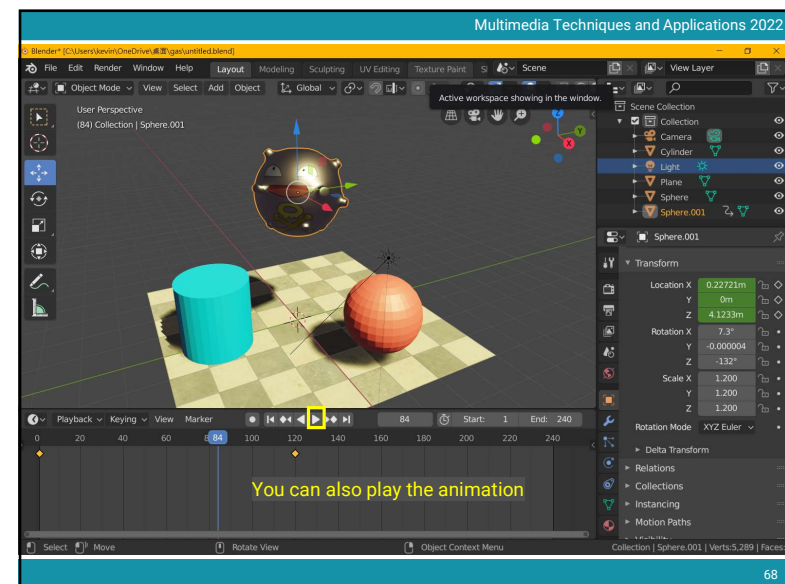 Multimedia Techniques and Applications 2022
Blender* [C:\Users\kevin\OneDrive\桌面\gas\untitled.blend]
File Edit Render Window Help Layout Modeling Sculpting UV Editing Texture Paint Scene View Layer
Object Mode View Select Add Object Global
Active workspace showing in the window.
User Perspective
(84) Collection | Sphere.001
Scene Collection
Collection
Camera
Cylinder
Light
Plane
Sphere
Sphere.001
Sphere.001
Transform
Location X 0.22721m
Y 0m
Z 4.1233m
Rotation X 7.3°
Y -0.000004
Z -132°
Scale X 1.200
Y 1.200
Z 1.200
Rotation Mode XYZ Euler
Delta Transform
Relations
Collections
Instancing
Motion Paths
Playback Keying View Marker 84 Start: 1 End: 240
0 20 40 60 84 100 120 140 160 180 200 220 240
You can also play the animation
Select Move Rotate View Object Context Menu Collection | Sphere.001 | Verts:5,289 | Faces:
68